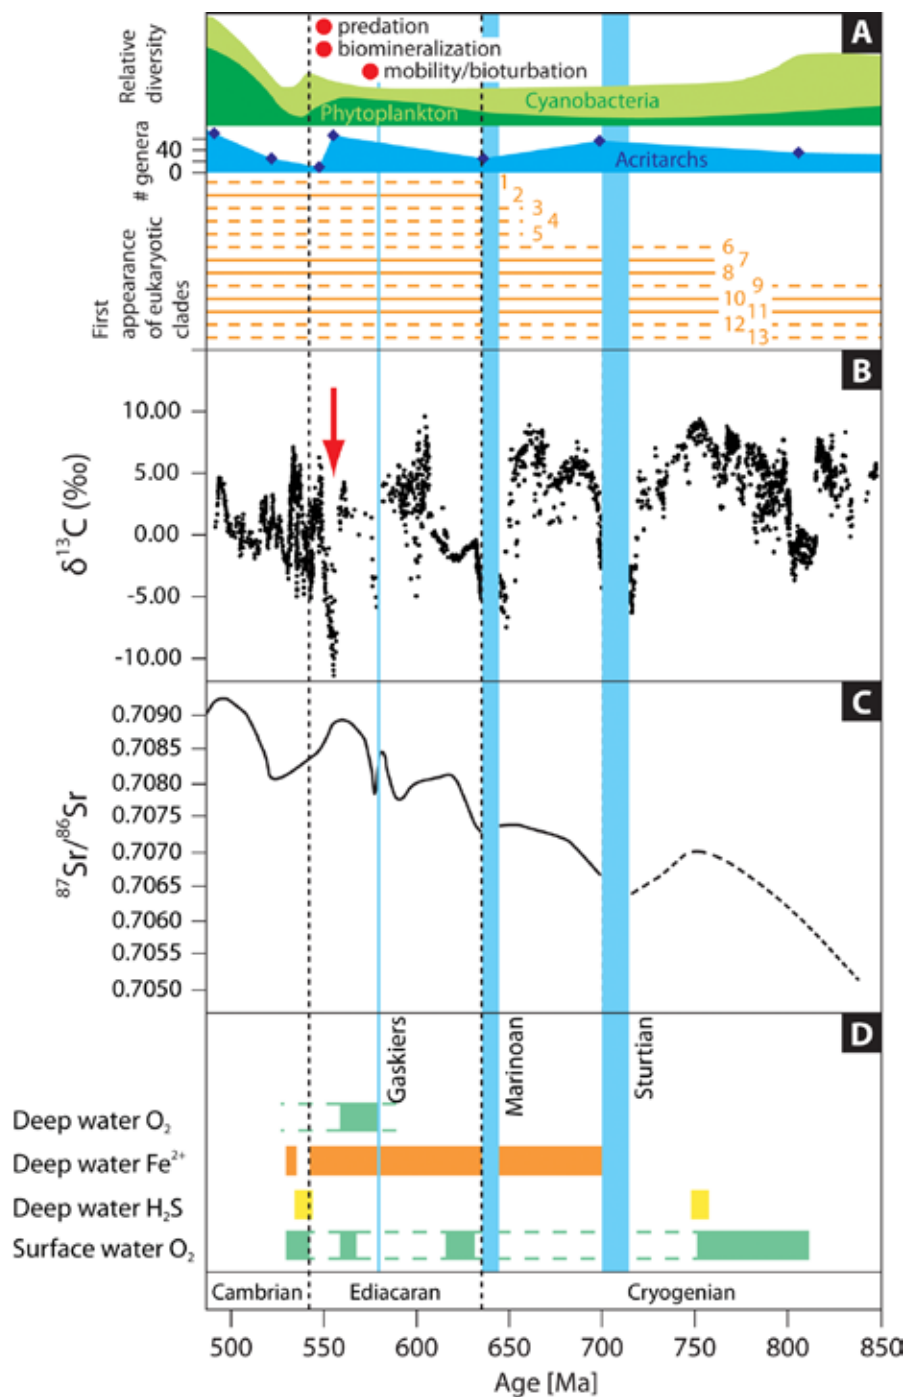 A
predation
biomineralization
mobility/bioturbation
Relative
diversity
Cyanobacteria
Phytoplankton
# genera
40
0
Acritarchs
First
appearance
of eukaryotic
clades
1
2
3
4
5
6
7
8
9
10
11
12
13
B
δ¹³C (‰)
10.00
5.00
0.00
-5.00
-10.00
C
⁸⁷Sr/⁸⁶Sr
0.7090
0.7085
0.7080
0.7075
0.7070
0.7065
0.7060
0.7055
0.7050
D
Gaskiers
Marinoan
Sturtian
Deep water O₂
Deep water Fe²⁺
Deep water H₂S
Surface water O₂
Cambrian Ediacaran Cryogenian
500 550 600 650 700 750 800 850
Age [Ma]